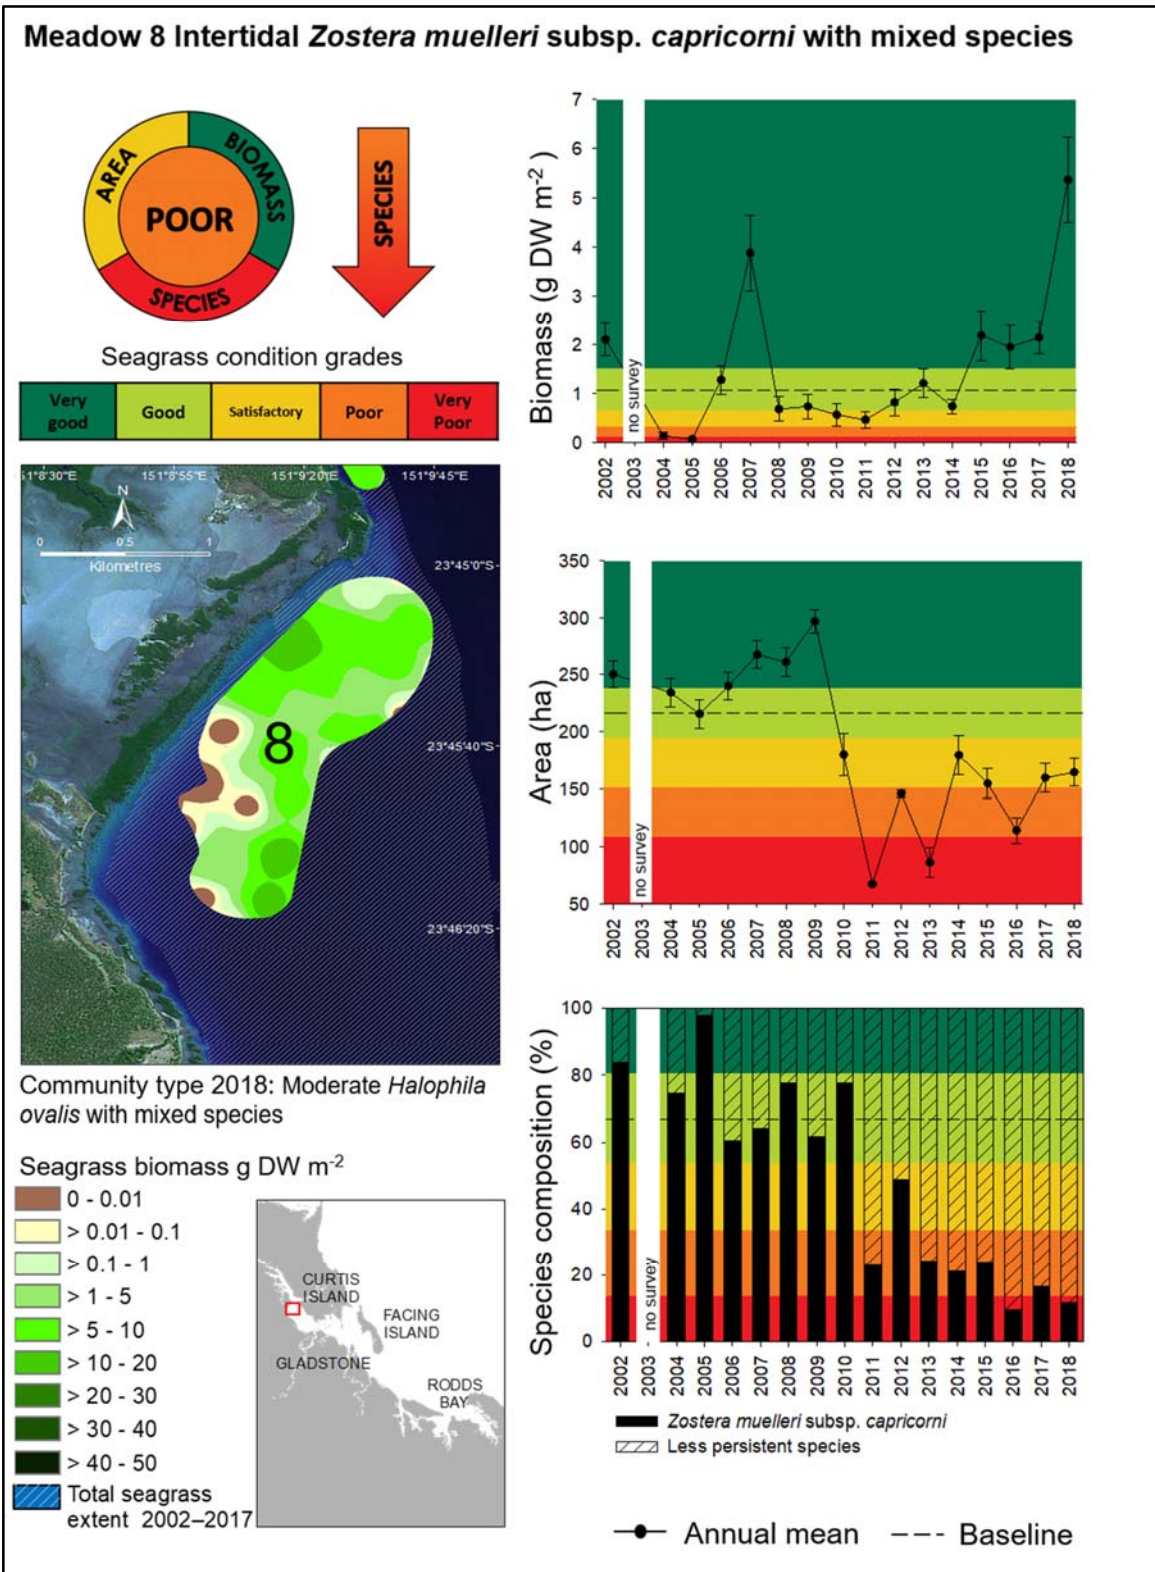 Meadow 8 Intertidal Zostera muelleri subsp. capricorni with mixed species
AREA
BIOMASS
POOR
SPECIES
SPECIES
Seagrass condition grades
Very good
Good
Satisfactory
Poor
Very Poor
151°8'55"E
151°9'20"E
151°9'45"E
N
0 0.5 1
Kilometres
23°45'0"S
23°45'40"S
23°46'20"S
8
Community type 2018: Moderate Halophila
ovalis with mixed species
Seagrass biomass g DW m-2
0 - 0.01
> 0.01 - 0.1
> 0.1 - 1
> 1 - 5
> 5 - 10
> 10 - 20
> 20 - 30
> 30 - 40
> 40 - 50
Total seagrass
extent 2002–2017
CURTIS
ISLAND
FACING
ISLAND
GLADSTONE
RODDS
BAY
Biomass (g DW m-2)
7
6
5
4
3
2
1
0
no survey
2002 2003 2004 2005 2006 2007 2008 2009 2010 2011 2012 2013 2014 2015 2016 2017 2018
Area (ha)
350
300
250
200
150
100
50
no survey
2002 2003 2004 2005 2006 2007 2008 2009 2010 2011 2012 2013 2014 2015 2016 2017 2018
Species composition (%)
100
80
60
40
20
0
no survey
2002 2003 2004 2005 2006 2007 2008 2009 2010 2011 2012 2013 2014 2015 2016 2017 2018
Zostera muelleri subsp. capricorni
Less persistent species
Annual mean
Baseline